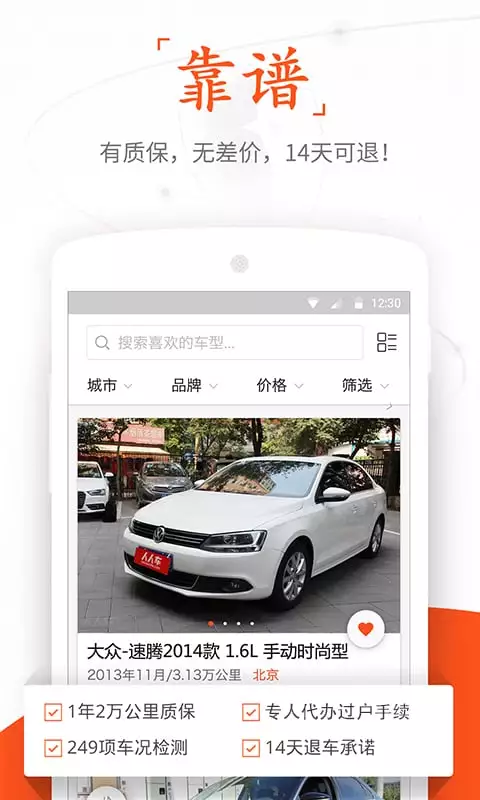 靠谱
有质保，无差价，14天可退！
12:30
搜索喜欢的车型...
城市 品牌 价格 筛选
人人车
大众-速腾2014款 1.6L 手动时尚型
2013年11月/3.13万公里 北京
1年2万公里质保 专人代办过户手续
249项车况检测 14天退车承诺